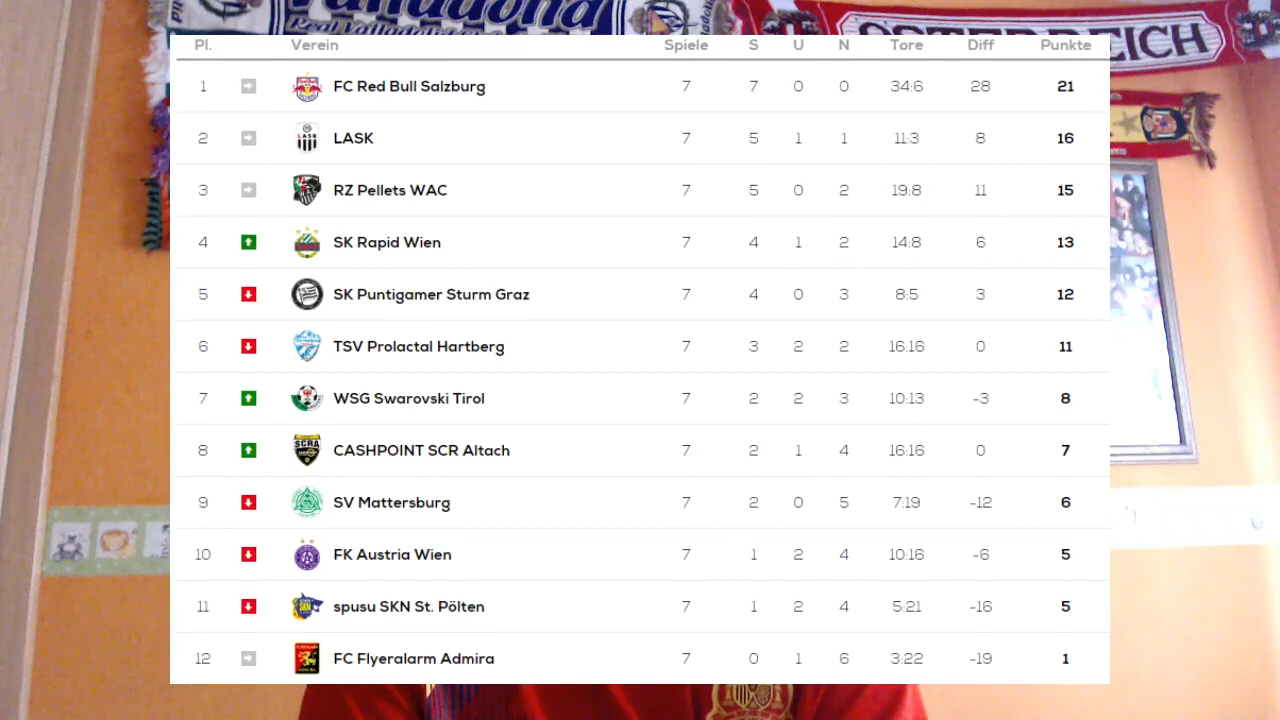 Valladolid
Real Valladolid
ÖSTERREICH
Pl. Verein Spiele S U N Tore Diff Punkte
1 FC Red Bull Salzburg 7 7 0 0 34:6 28 21
2 LASK 7 5 1 1 11:3 8 16
3 RZ Pellets WAC 7 5 0 2 19:8 11 15
4 SK Rapid Wien 7 4 1 2 14:8 6 13
5 SK Puntigamer Sturm Graz 7 4 0 3 8:5 3 12
6 TSV Prolactal Hartberg 7 3 2 2 16:16 0 11
7 WSG Swarovski Tirol 7 2 2 3 10:13 -3 8
8 CASHPOINT SCR Altach 7 2 1 4 16:16 0 7
9 SV Mattersburg 7 2 0 5 7:19 -12 6
10 FK Austria Wien 7 1 2 4 10:16 -6 5
11 spusu SKN St. Pölten 7 1 2 4 5:21 -16 5
12 FC Flyeralarm Admira 7 0 1 6 3:22 -19 1